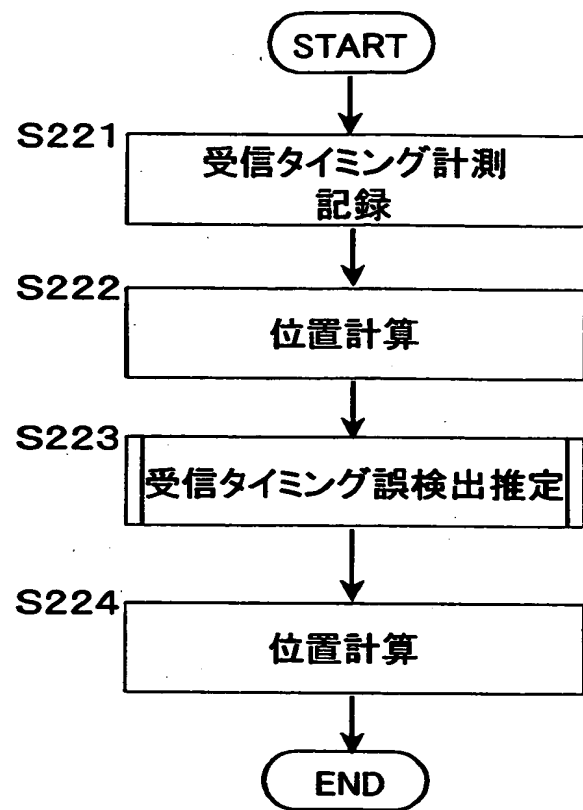 START
S221
受信タイミング計測
記録
S222
位置計算
S223
受信タイミング誤検出推定
S224
位置計算
END